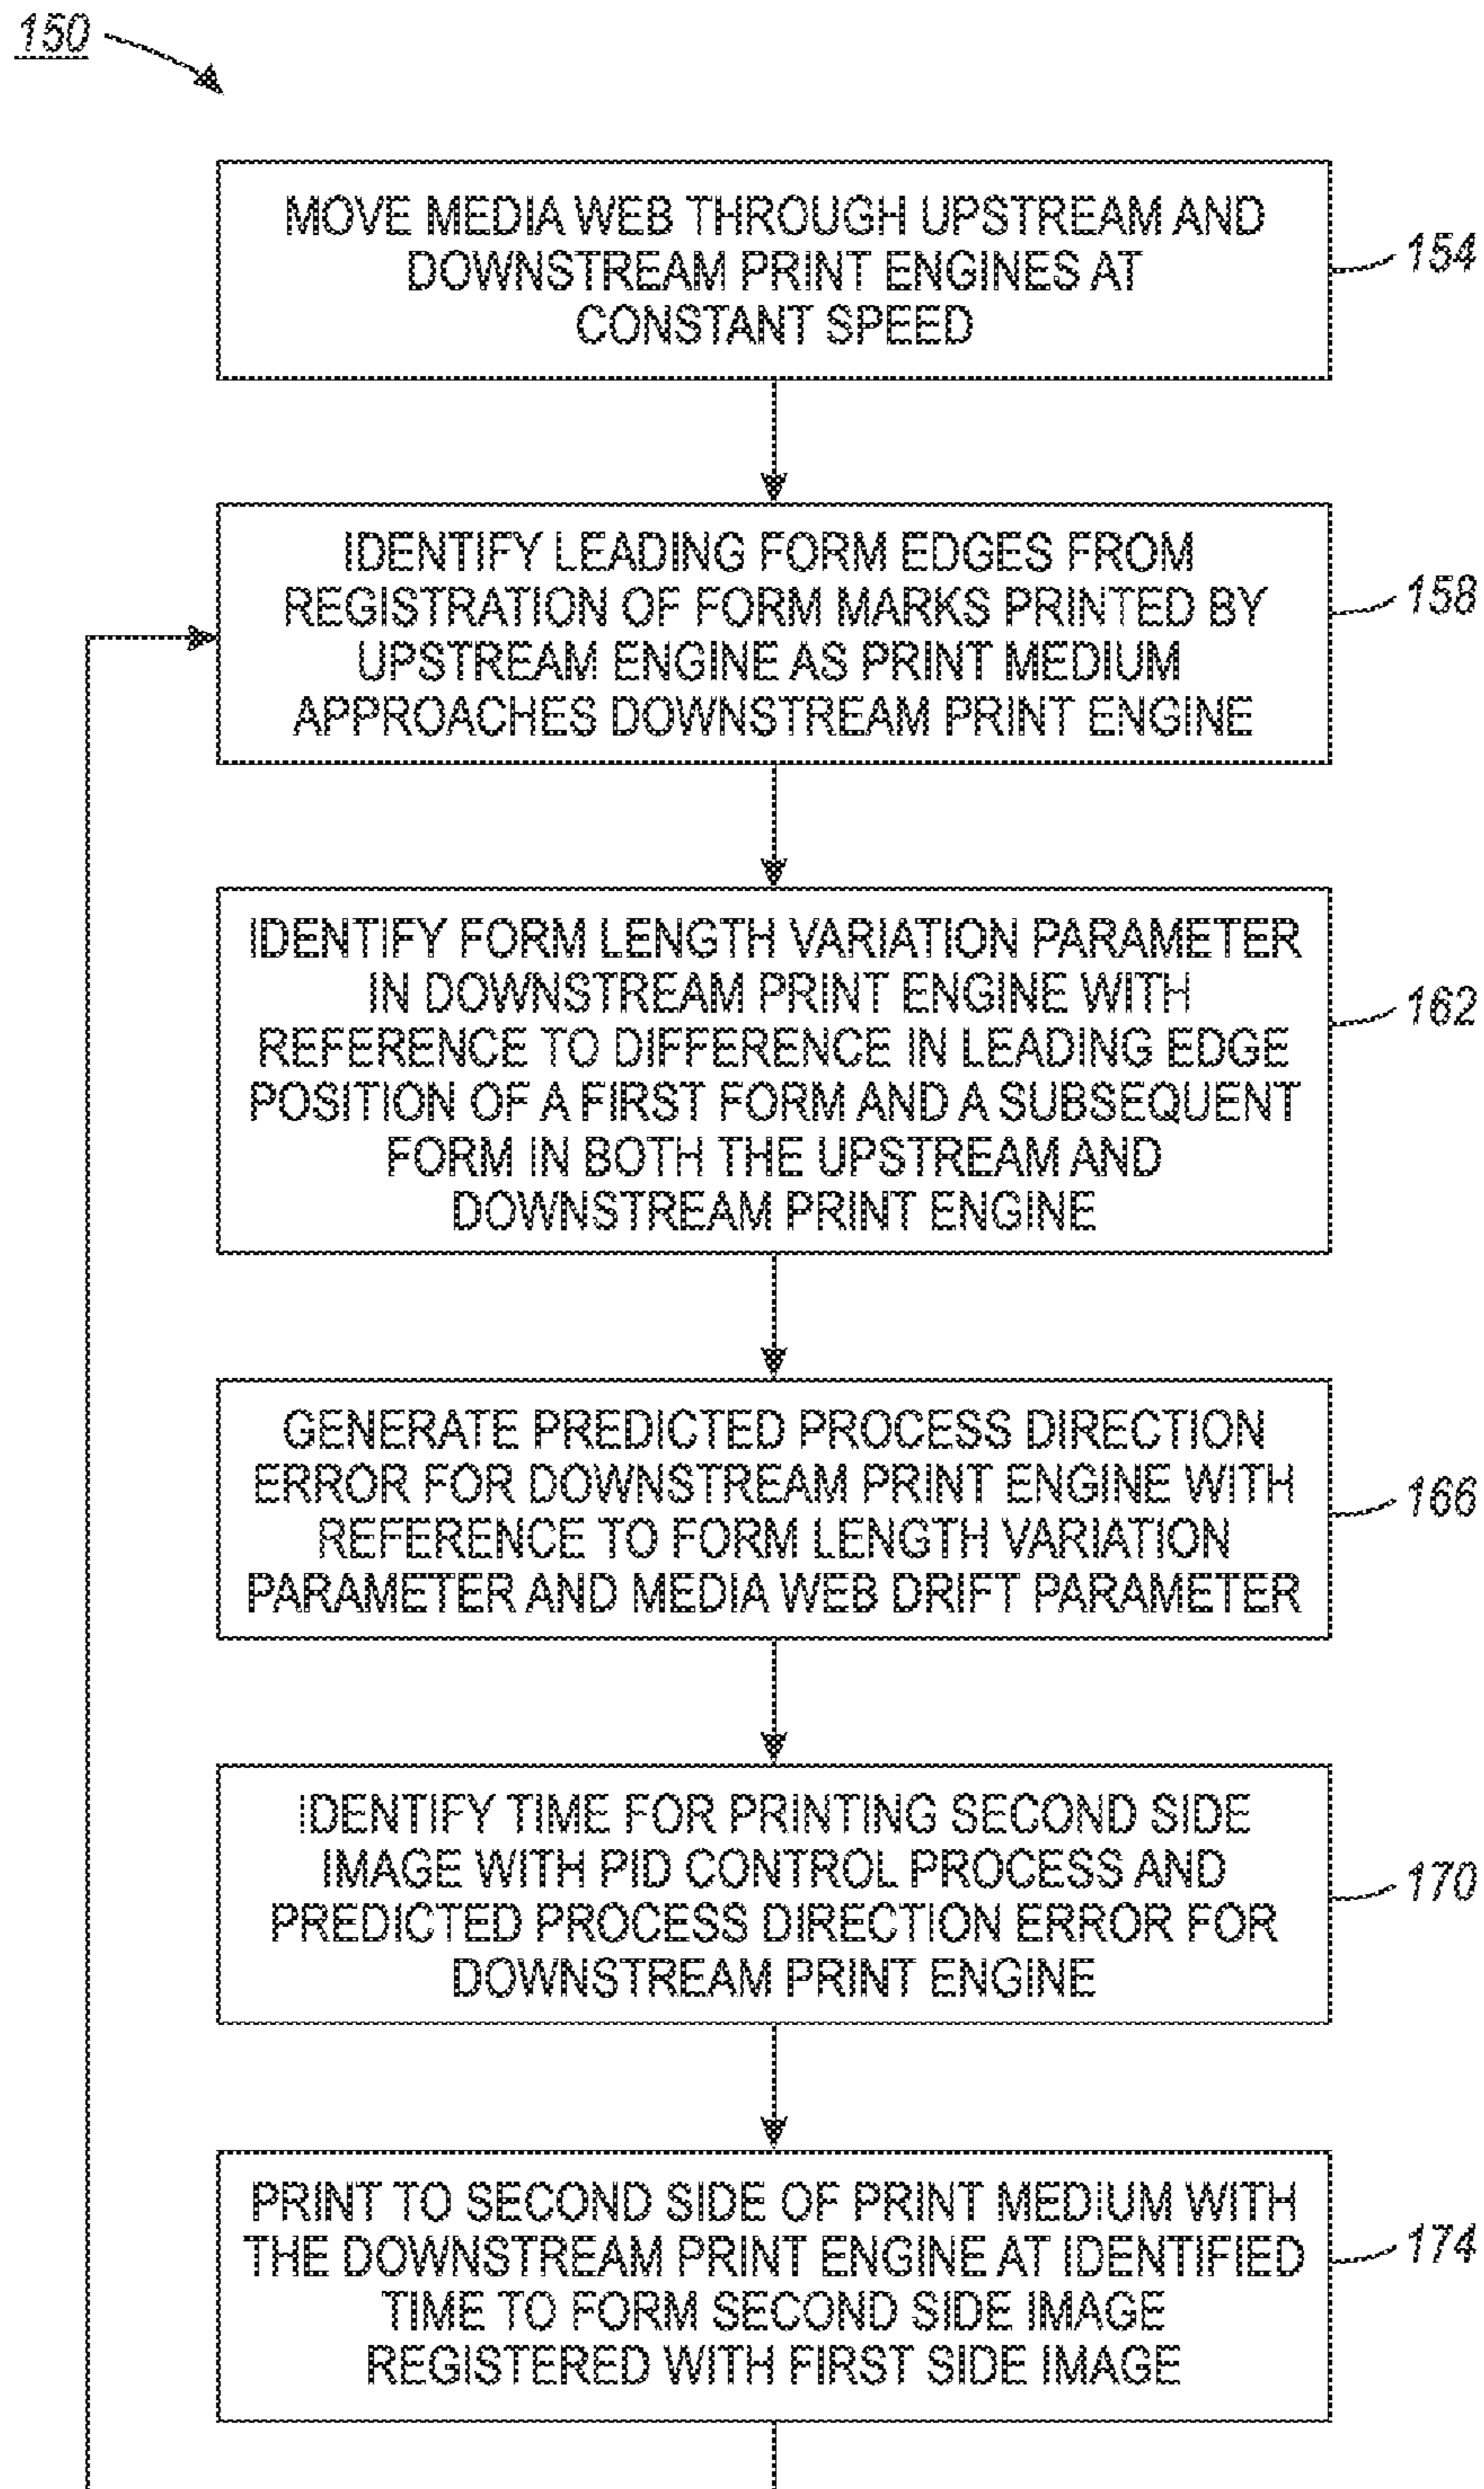 150
MOVE MEDIA WEB THROUGH UPSTREAM AND
DOWNSTREAM PRINT ENGINES AT
CONSTANT SPEED
154
IDENTIFY LEADING FORM EDGES FROM
REGISTRATION OF FORM MARKS PRINTED BY
UPSTREAM ENGINE AS PRINT MEDIUM
APPROACHES DOWNSTREAM PRINT ENGINE
158
IDENTIFY FORM LENGTH VARIATION PARAMETER
IN DOWNSTREAM PRINT ENGINE WITH
REFERENCE TO DIFFERENCE IN LEADING EDGE
POSITION OF A FIRST FORM AND A SUBSEQUENT
FORM IN BOTH THE UPSTREAM AND
DOWNSTREAM PRINT ENGINE
162
GENERATE PREDICTED PROCESS DIRECTION
ERROR FOR DOWNSTREAM PRINT ENGINE WITH
REFERENCE TO FORM LENGTH VARIATION
PARAMETER AND MEDIA WEB DRIFT PARAMETER
166
IDENTIFY TIME FOR PRINTING SECOND SIDE
IMAGE WITH PID CONTROL PROCESS AND
PREDICTED PROCESS DIRECTION ERROR FOR
DOWNSTREAM PRINT ENGINE
170
PRINT TO SECOND SIDE OF PRINT MEDIUM WITH
THE DOWNSTREAM PRINT ENGINE AT IDENTIFIED
TIME TO FORM SECOND SIDE IMAGE
REGISTERED WITH FIRST SIDE IMAGE
174